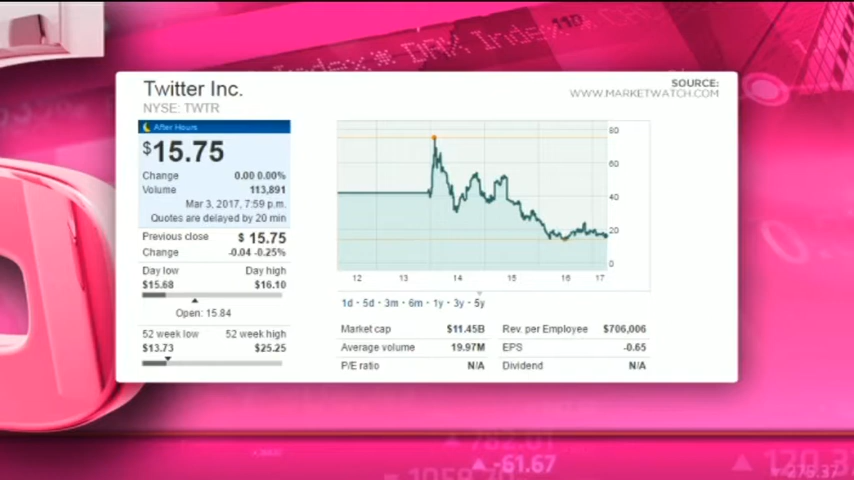 Index * DAX Index *
Twitter Inc.
NYSE: TWTR
SOURCE:
WWW.MARKETWATCH.COM
After Hours
$15.75
Change 0.00 0.00%
Volume 113,891
Mar 3, 2017, 7:59 p.m.
Quotes are delayed by 20 min
Previous close $ 15.75
Change -0.04 -0.25%
Day low Day high
$15.68 $16.10
Open: 15.84
52 week low 52 week high
$13.73 $25.25
80
60
40
20
0
12 13 14 15 16 17
1d · 5d · 3m · 6m · 1y · 3y · 5y
Market cap $11.45B Rev. per Employee $706,006
Average volume 19.97M EPS -0.65
P/E ratio N/A Dividend N/A
782.01
-61.67